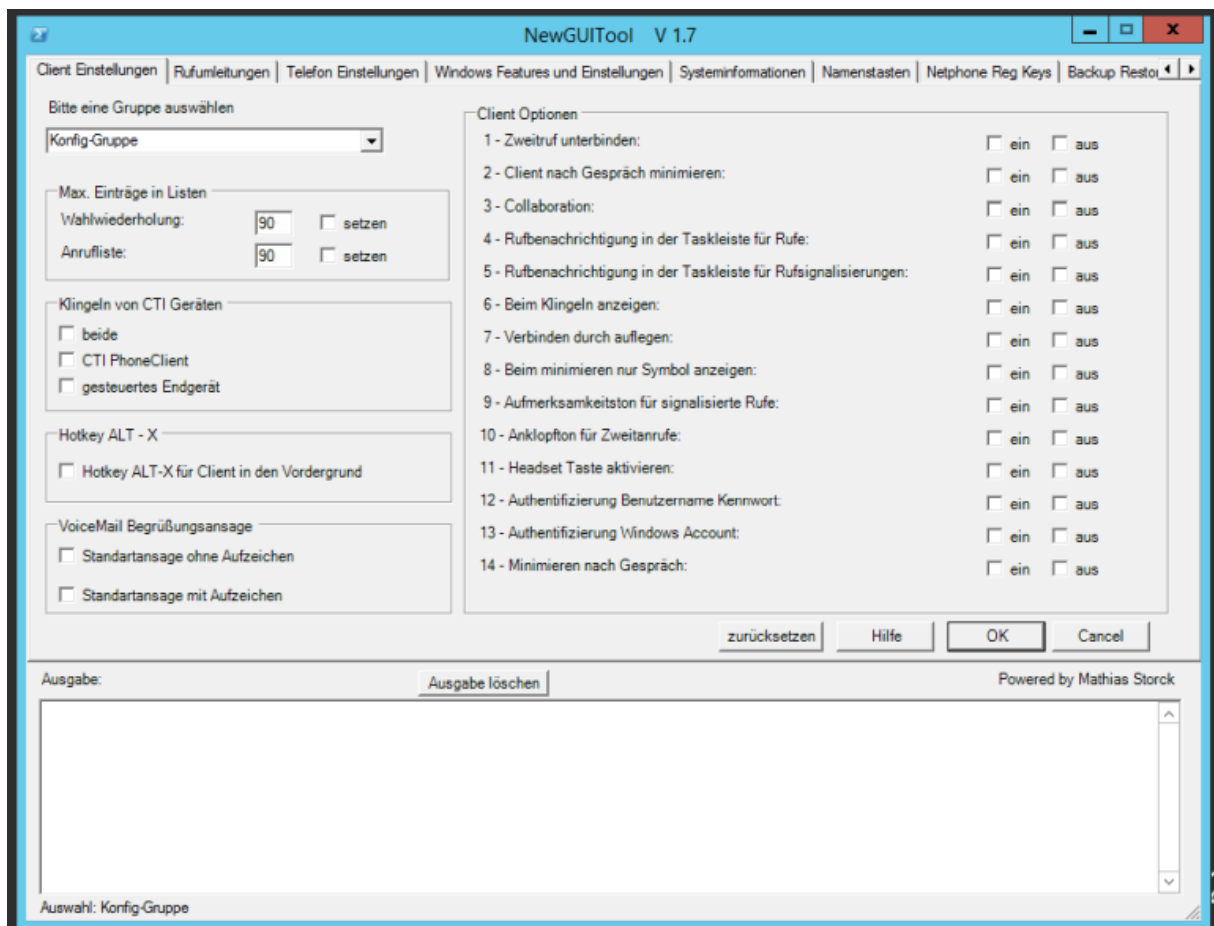 NewGUITool V 1.7
Client Einstellungen Rufumleitungen Telefon Einstellungen Windows Features und Einstellungen Systeminformationen Namenstasten Netphone Reg Keys Backup Resto
Bitte eine Gruppe auswählen
Konfig-Gruppe
Max. Einträge in Listen
Wahlwiederholung: 90 setzen
Anrufliste: 90 setzen
Klingeln von CTI Geräten
beide
CTI PhoneClient
gesteuertes Endgerät
Hotkey ALT - X
Hotkey ALT-X für Client in den Vordergrund
VoiceMail Begrüßungsansage
Standartansage ohne Aufzeichen
Standartansage mit Aufzeichen
Client Optionen
1 - Zweitruf unterbinden: ein aus
2 - Client nach Gespräch minimieren: ein aus
3 - Collaboration: ein aus
4 - Rufbenachrichtigung in der Taskleiste für Rufe: ein aus
5 - Rufbenachrichtigung in der Taskleiste für Rufsignalisierungen: ein aus
6 - Beim Klingeln anzeigen: ein aus
7 - Verbinden durch auflegen: ein aus
8 - Beim minimieren nur Symbol anzeigen: ein aus
9 - Aufmerksamkeitston für signalisierte Rufe: ein aus
10 - Anklopfton für Zweitanrufe: ein aus
11 - Headset Taste aktivieren: ein aus
12 - Authentifizierung Benutzername Kennwort: ein aus
13 - Authentifizierung Windows Account: ein aus
14 - Minimieren nach Gespräch: ein aus
zurücksetzen Hilfe OK Cancel
Ausgabe: Ausgabe löschen Powered by Mathias Storck
Auswahl: Konfig-Gruppe